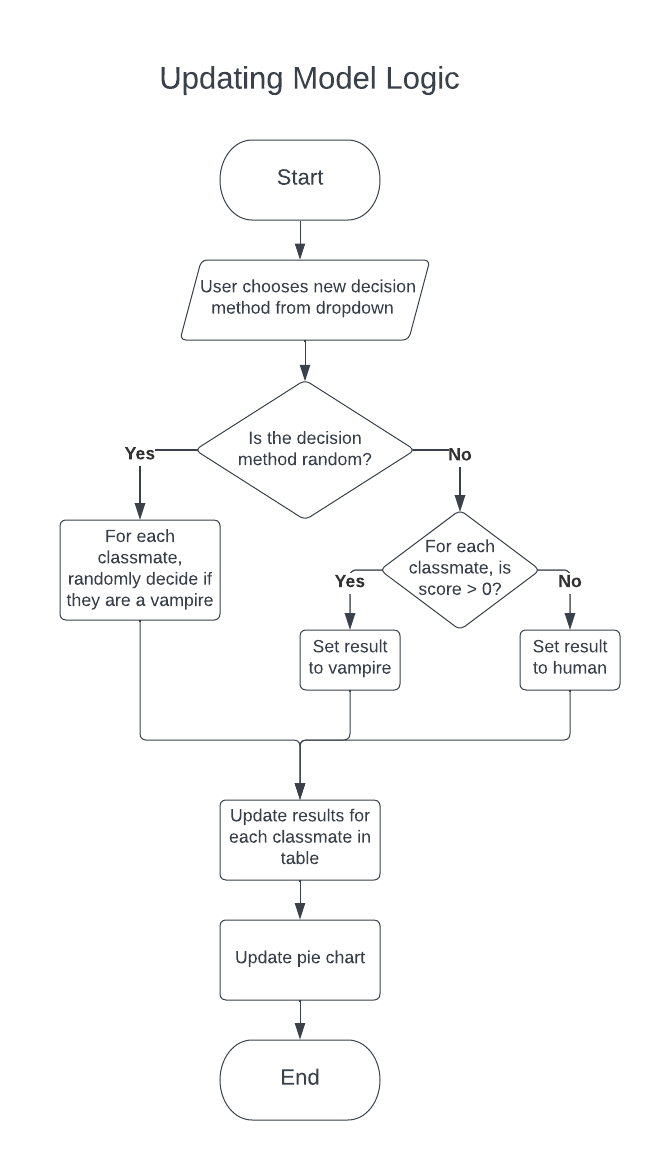 Updating Model Logic
Start
User chooses new decision
method from dropdown
Is the decision
method random?
Yes
No
For each
classmate,
randomly decide if
they are a vampire
For each
classmate, is
score > 0?
Yes
No
Set result
to vampire
Set result
to human
Update results for
each classmate in
table
Update pie chart
End